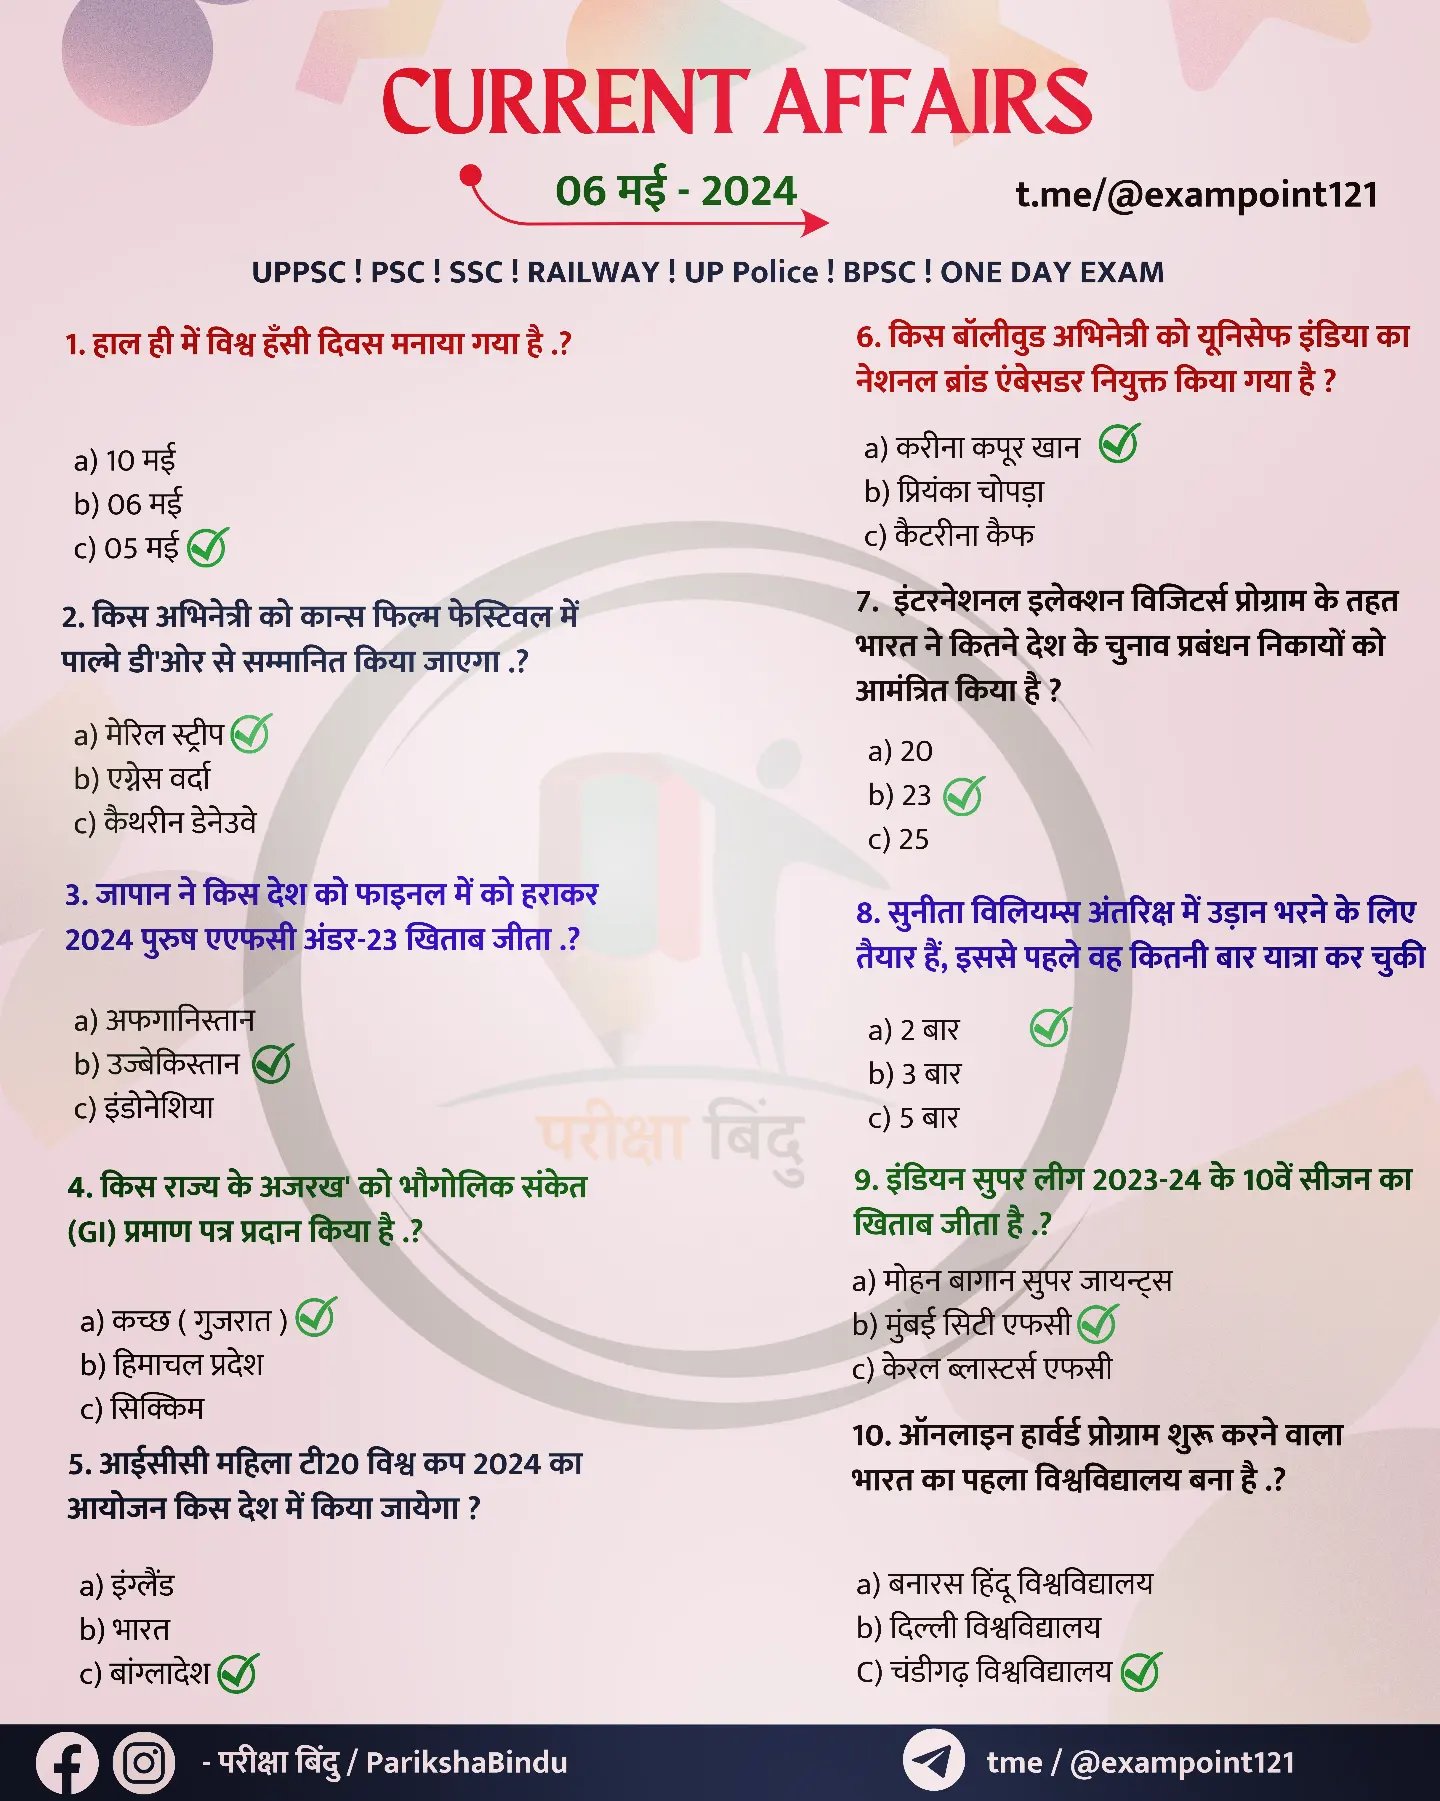 CURRENT AFFAIRS
06 मई - 2024
t.me/@exampoint121
UPPSC ! PSC ! SSC ! RAILWAY ! UP Police ! BPSC ! ONE DAY EXAM
1. हाल ही में विश्व हँसी दिवस मनाया गया है .?
a) 10 मई
b) 06 मई
c) 05 मई
2. किस अभिनेत्री को कान्स फिल्म फेस्टिवल में
पाल्मे डी'ओर से सम्मानित किया जाएगा .?
a) मेरिल स्ट्रीप
b) एग्नेस वर्दा
c) कैथरीन डेनेउवे
3. जापान ने किस देश को फाइनल में को हराकर
2024 पुरुष एएफसी अंडर-23 खिताब जीता .?
a) अफगानिस्तान
b) उज्बेकिस्तान
c) इंडोनेशिया
4. किस राज्य के अजरख' को भौगोलिक संकेत
(GI) प्रमाण पत्र प्रदान किया है .?
a) कच्छ ( गुजरात )
b) हिमाचल प्रदेश
c) सिक्किम
5. आईसीसी महिला टी20 विश्व कप 2024 का
आयोजन किस देश में किया जायेगा ?
a) इंग्लैंड
b) भारत
c) बांग्लादेश
6. किस बॉलीवुड अभिनेत्री को यूनिसेफ इंडिया का
नेशनल ब्रांड एंबेसडर नियुक्त किया गया है ?
a) करीना कपूर खान
b) प्रियंका चोपड़ा
c) कैटरीना कैफ
7. इंटरनेशनल इलेक्शन विजिटर्स प्रोग्राम के तहत
भारत ने कितने देश के चुनाव प्रबंधन निकायों को
आमंत्रित किया है ?
a) 20
b) 23
c) 25
8. सुनीता विलियम्स अंतरिक्ष में उड़ान भरने के लिए
तैयार हैं, इससे पहले वह कितनी बार यात्रा कर चुकी
a) 2 बार
b) 3 बार
c) 5 बार
9. इंडियन सुपर लीग 2023-24 के 10वें सीजन का
खिताब जीता है .?
a) मोहन बागान सुपर जायन्ट्स
b) मुंबई सिटी एफसी
c) केरल ब्लास्टर्स एफसी
10. ऑनलाइन हार्वर्ड प्रोग्राम शुरू करने वाला
भारत का पहला विश्वविद्यालय बना है .?
a) बनारस हिंदू विश्वविद्यालय
b) दिल्ली विश्वविद्यालय
C) चंडीगढ़ विश्वविद्यालय
परीक्षा बिंदु
- परीक्षा बिंदु / ParikshaBindu
tme / @exampoint121